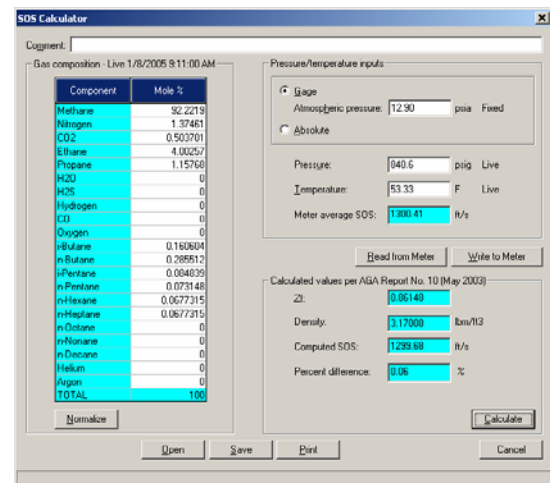 SOS Calculator
Comment:
Gas composition - Live 1/8/2005 9:11:00 AM
Component Mole %
Methane 92.2219
Nitrogen 1.37461
CO2 0.503701
Ethane 4.00257
Propane 1.15768
H2O 0
H2S 0
Hydrogen 0
CO 0
Oxygen 0
i-Butane 0.160604
n-Butane 0.285512
i-Pentane 0.084839
n-Pentane 0.073148
n-Hexane 0.0677315
n-Heptane 0.0677315
n-Octane 0
n-Nonane 0
n-Decane 0
Helium 0
Argon 0
TOTAL 100
Normalize
Pressure/temperature inputs
Gage
Atmospheric pressure: 12.90 psia Fixed
Absolute
Pressure: 840.6 psig Live
Temperature: 53.33 F Live
Meter average SOS: 1300.41 ft/s
Read from Meter Write to Meter
Calculated values per AGA Report No. 10 (May 2003)
Zf: 0.86148
Density: 3.17008 lbm/ft3
Computed SOS: 1299.68 ft/s
Percent difference: 0.06 %
Calculate
Open Save Print Cancel